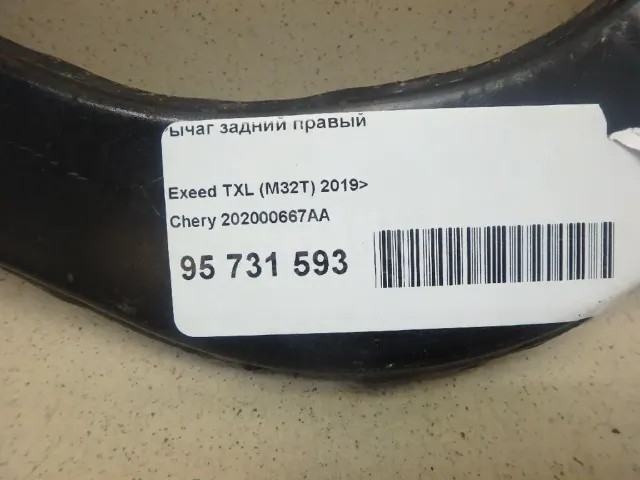 ычаг задний правый
Exeed TXL (M32T) 2019>
Chery 202000667AA
95 731 593